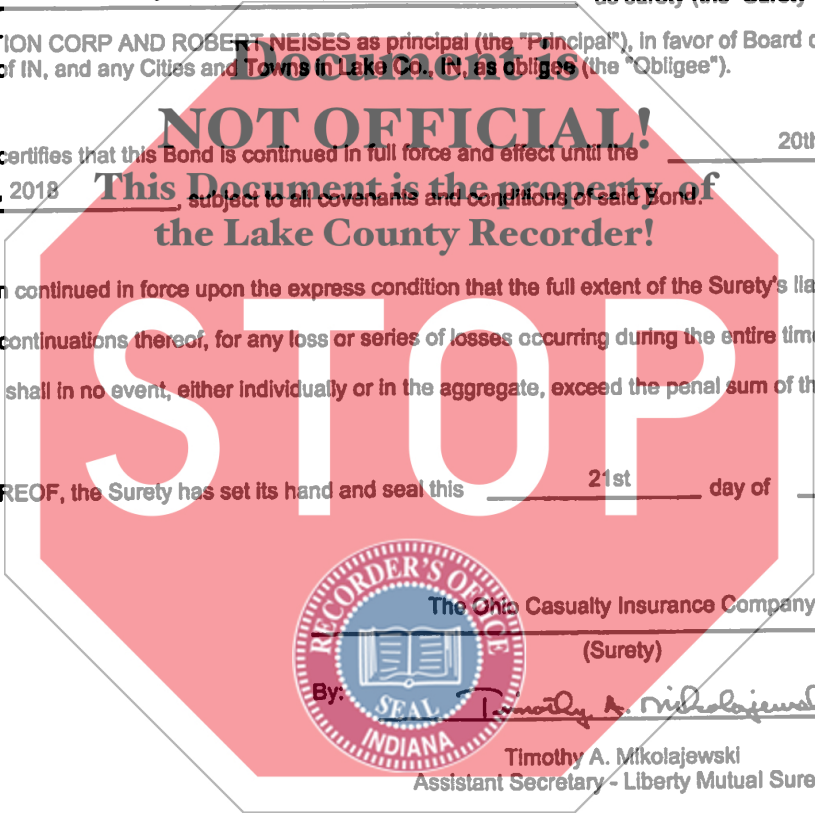 as surety (the "Surety
ION CORP AND ROBERT NEISES as principal (the "Principal"), in favor of Board
of IN, and any Cities and Towns in Lake Co., IN, as obligee (the "Obligee").
Document is
NOT OFFICIAL!
This Document is the property of
the Lake County Recorder!
certifies that this Bond is continued in full force and effect until the 20th
2018, subject to all covenants and conditions of said Bond.
continued in force upon the express condition that the full extent of the Surety's
continuations thereof, for any loss or series of losses occurring during the entire time
shall in no event, either individually or in the aggregate, exceed the penal sum of
STOP
REOF, the Surety has set its hand and seal this 21st day of
The Ohio Casualty Insurance Company
(Surety)
By: Timothy A. Mikolajews
Timothy A. Mikolajewski
Assistant Secretary - Liberty Mutual Sure
RECORDER'S OFFICE
SEAL
INDIANA